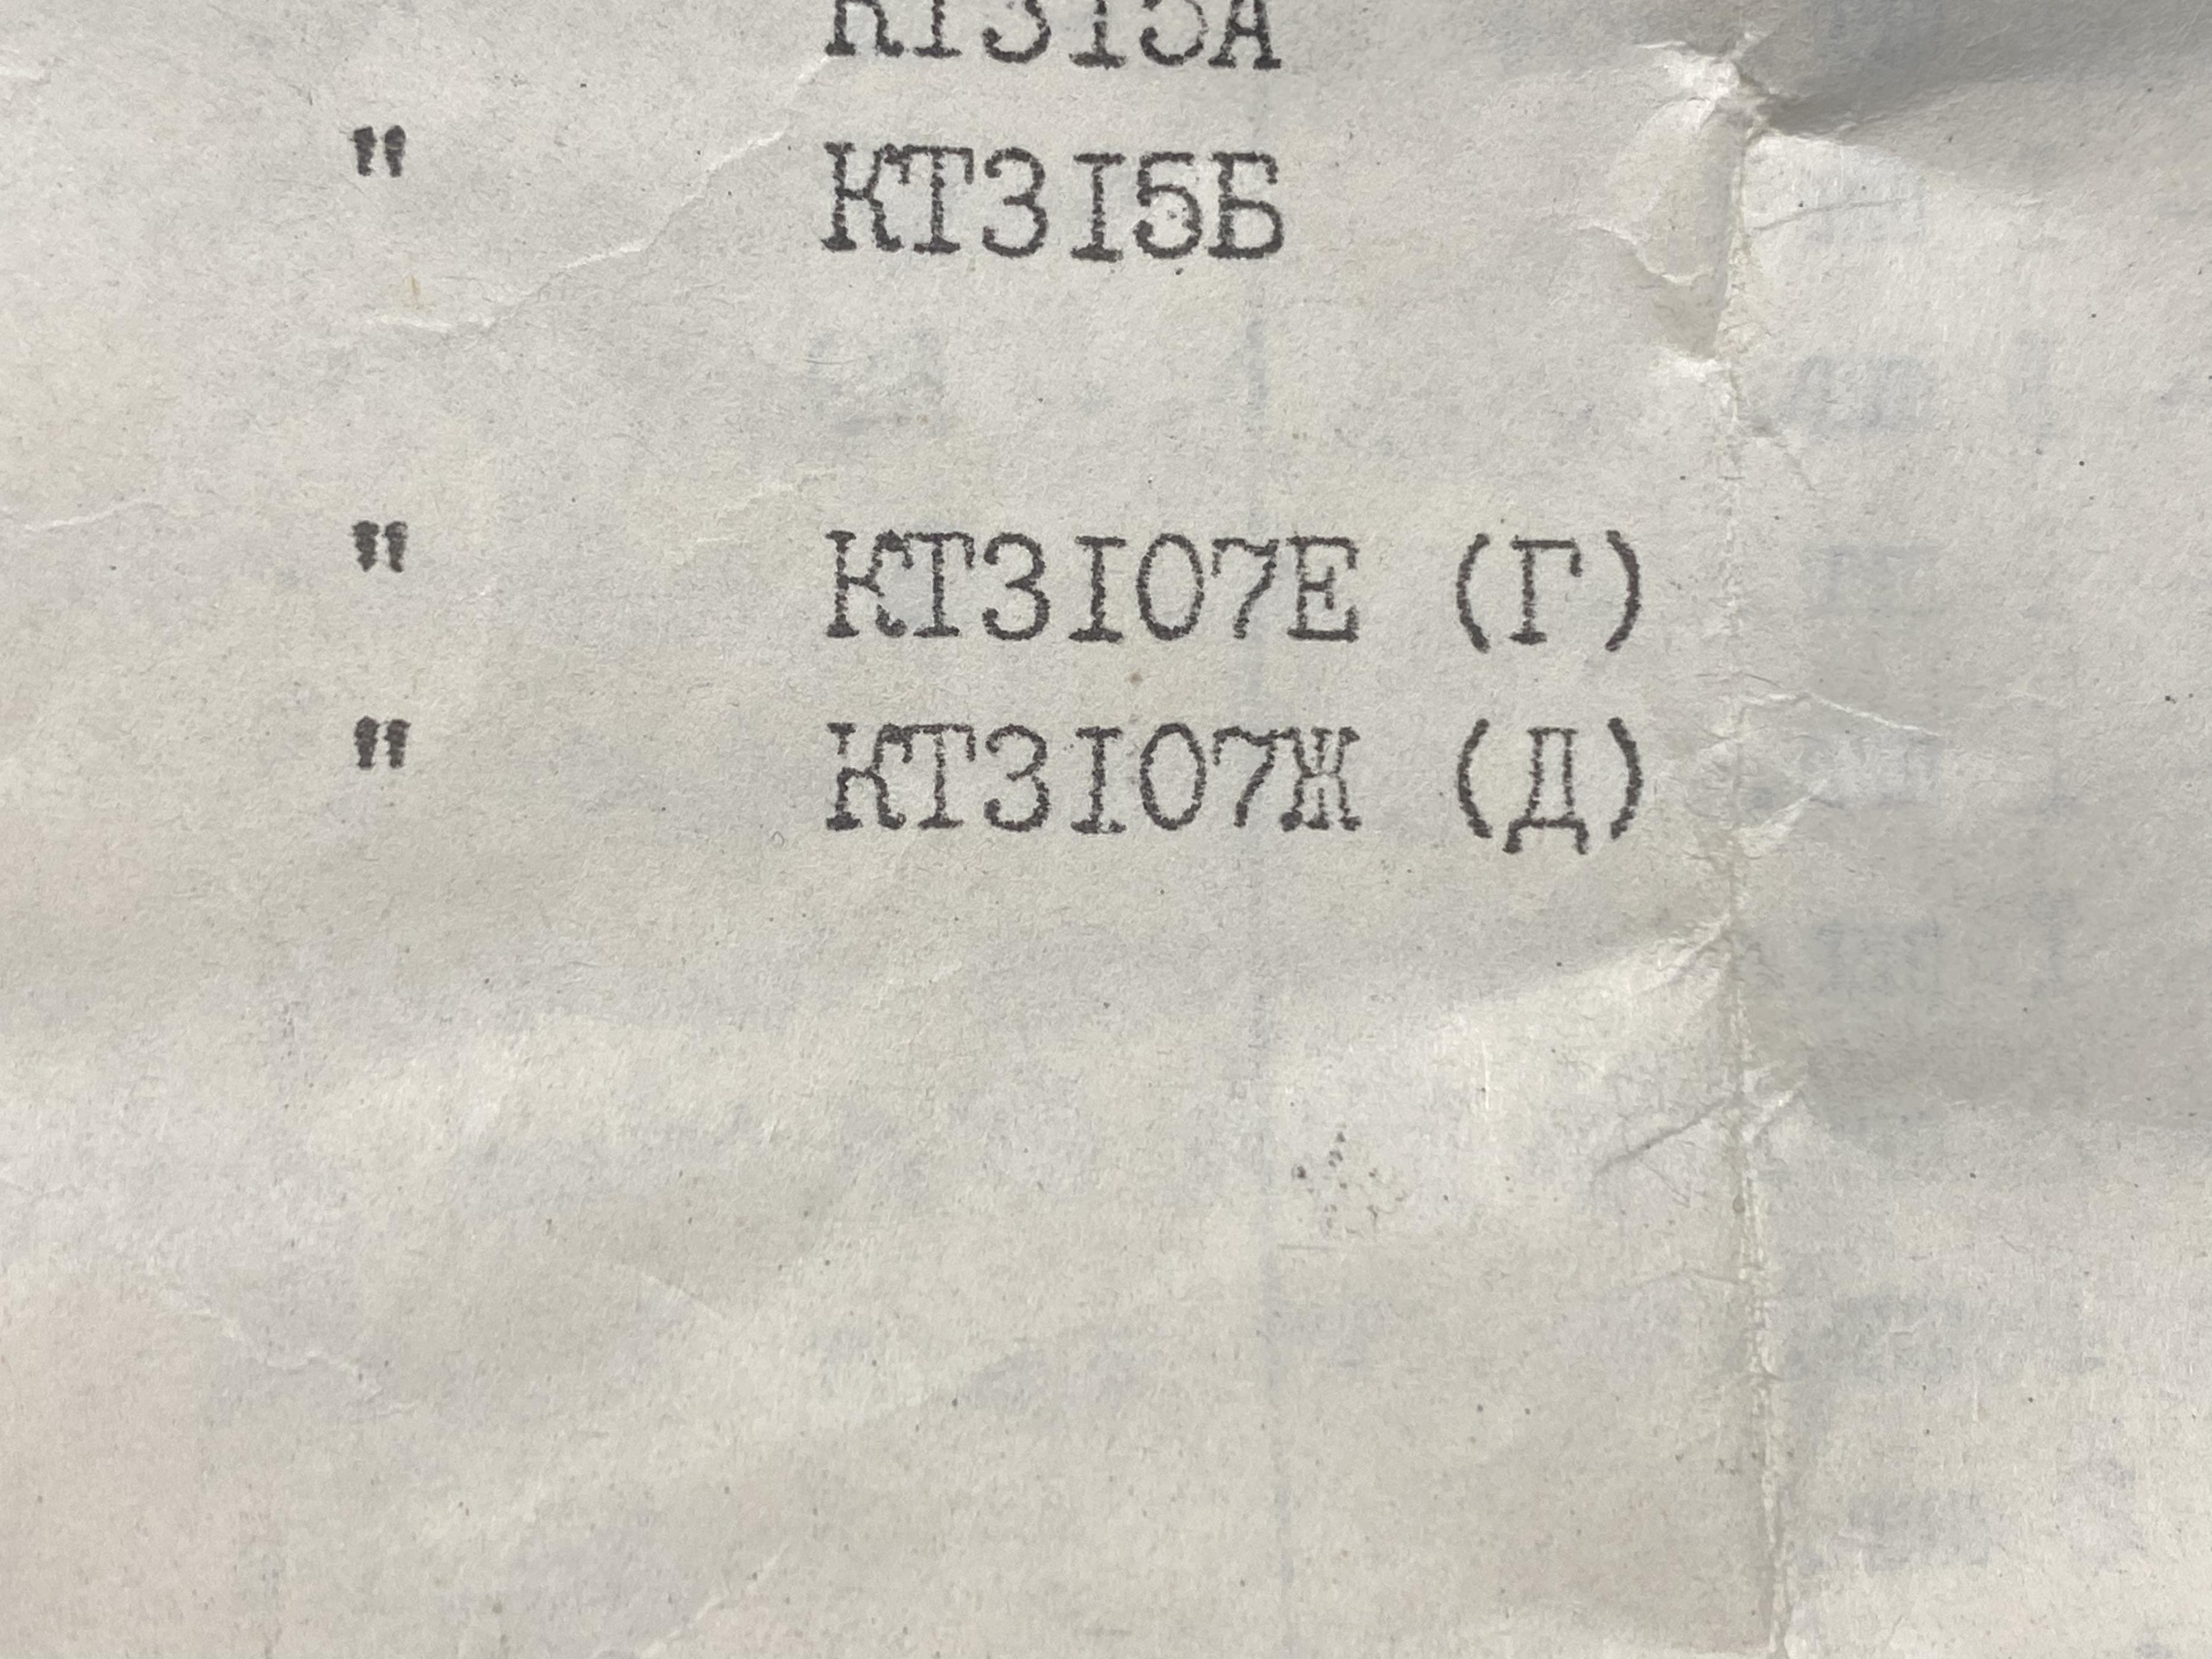 КТ315А
" КТ315Б
" КТ3107Е (Г)
" КТ3107Ж (Д)